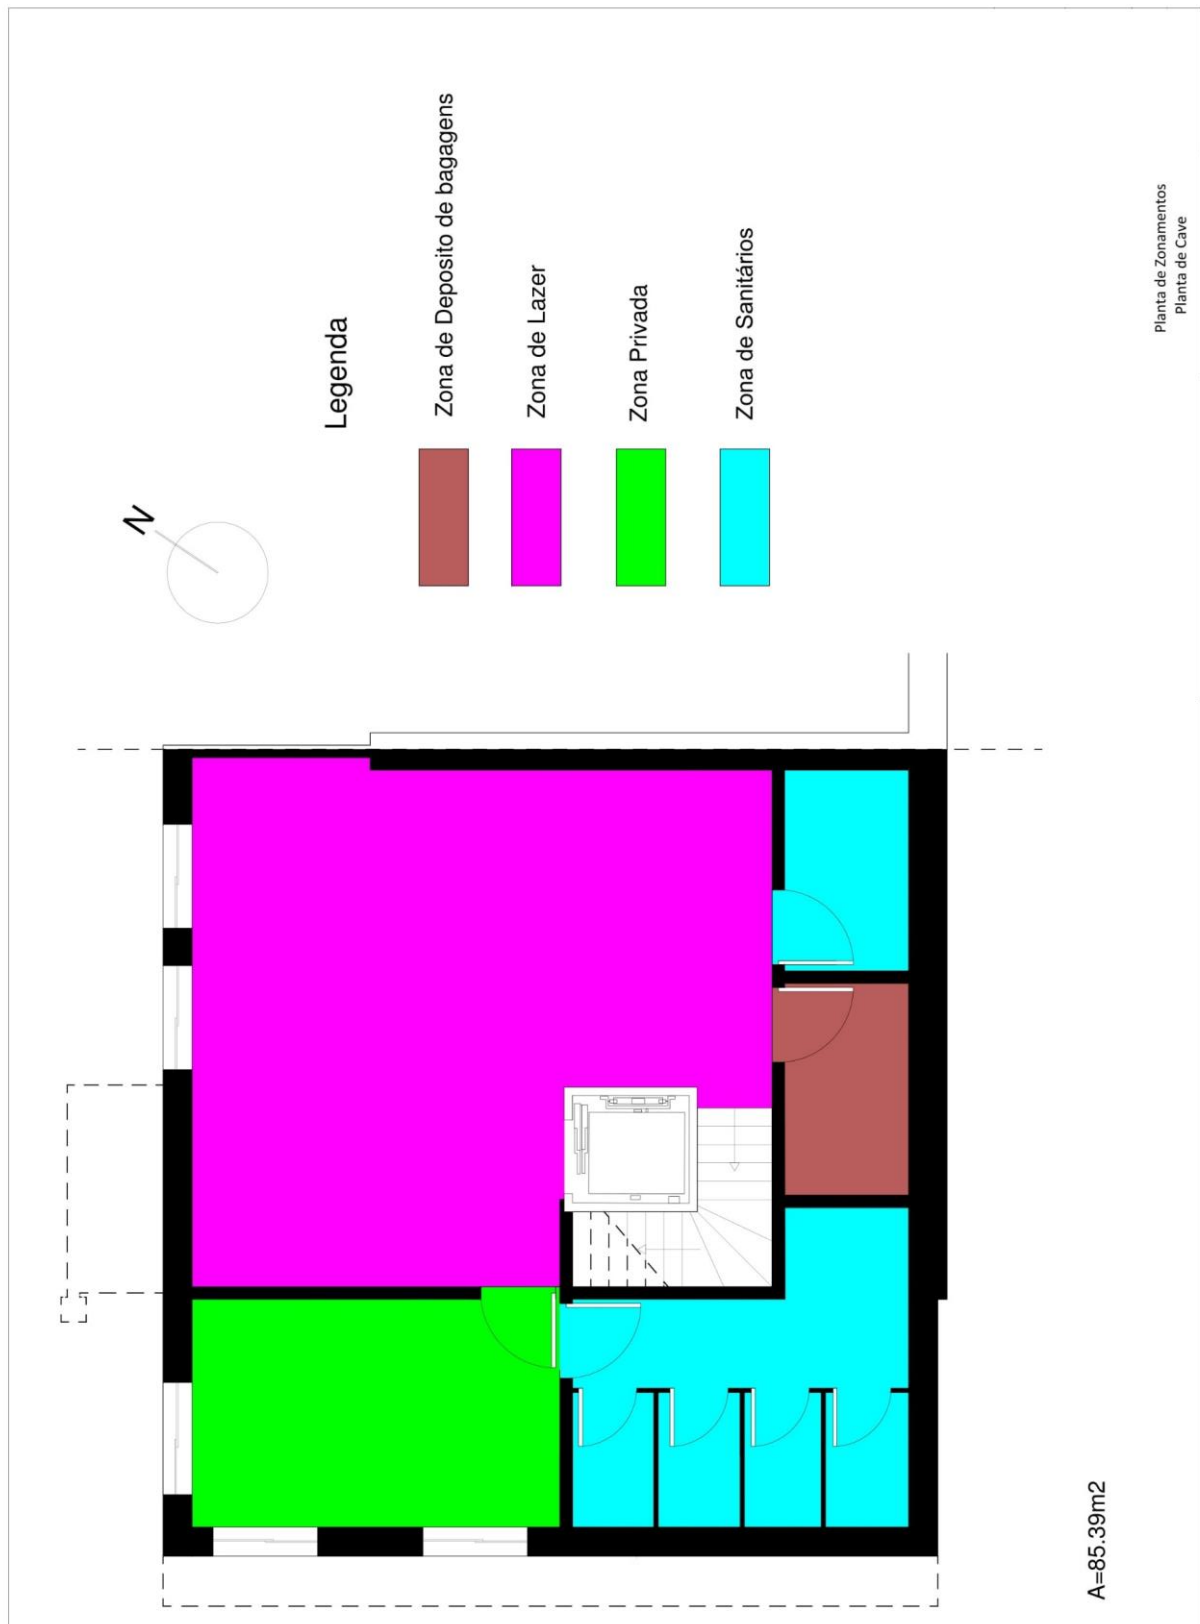 N
Legenda
Zona de Deposito de bagagens
Zona de Lazer
Zona Privada
Zona de Sanitários
A=85.39m2
Planta de Zonamentos
Planta de Cave